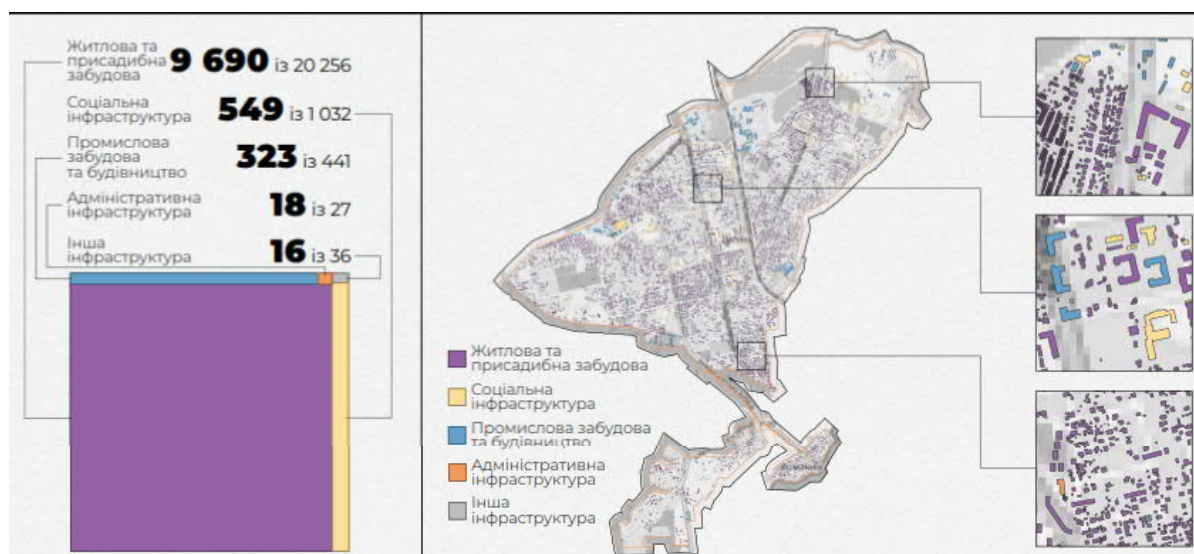 Житлова та
присадибна
забудова
9 690 із 20 256
Соціальна
інфраструктура
549 із 1 032
Промислова
забудова
та будівництво
323 із 441
Адміністративна
інфраструктура
18 із 27
Інша
інфраструктура
16 із 36
Житлова та
присадибна забудова
Соціальна
інфраструктура
Промислова забудова
та будівництво
Адміністративна
інфраструктура
Інша
інфраструктура